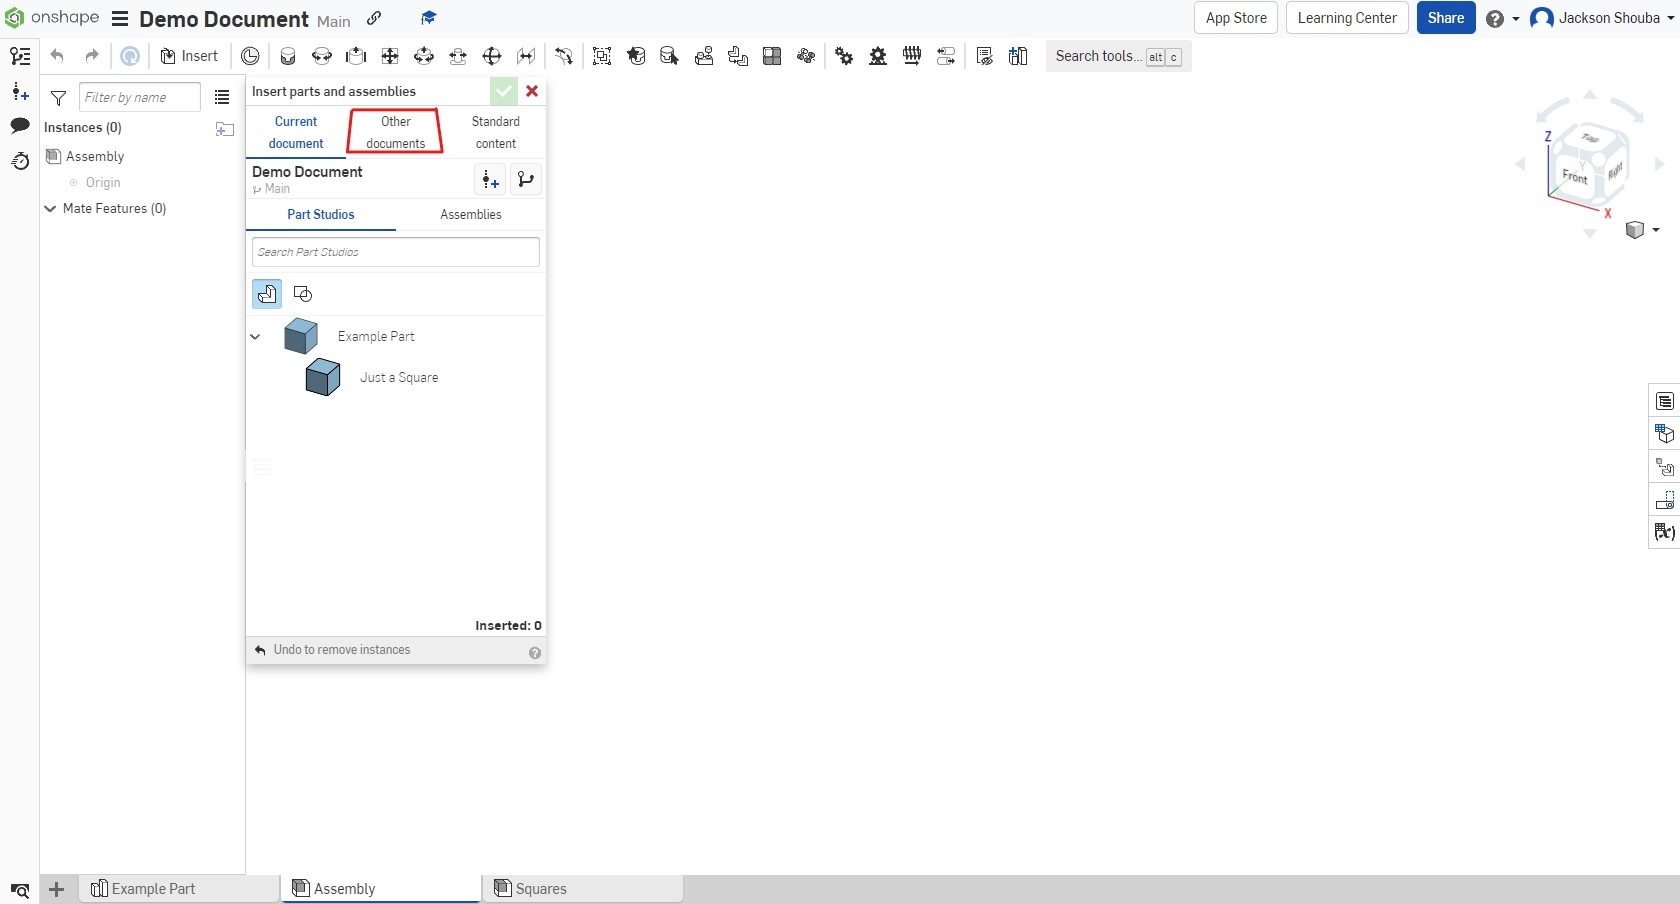 onshape Demo Document Main App Store Learning Center Share Jackson Shouba
Insert Search tools... alt c
Filter by name
Instances (0)
Assembly
Origin
Mate Features (0)
Insert parts and assemblies
Current document
Other documents
Standard content
Demo Document
Main
Part Studios Assemblies
Search Part Studios
Example Part
Just a Square
Inserted: 0
Undo to remove instances
Z
Top
Y
Front
Right
X
Example Part Assembly Squares